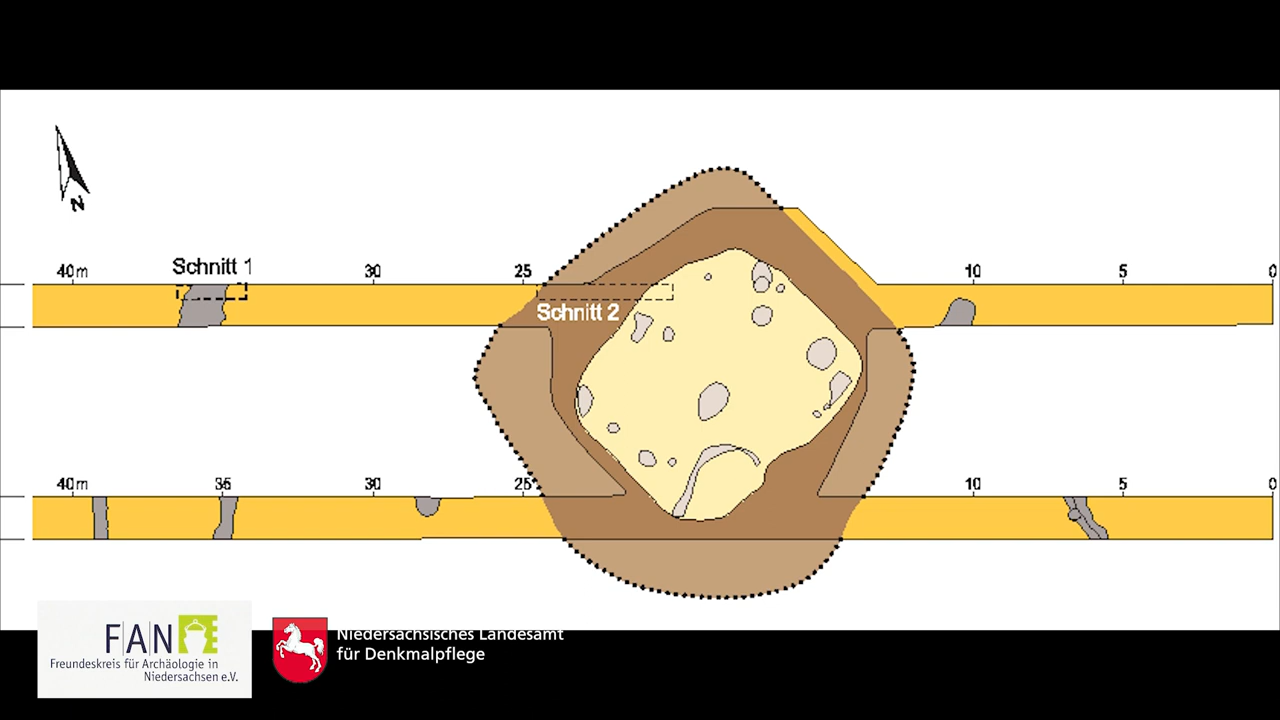 N
Schnitt 1
40m 30 25 10 5 0
Schnitt 2
40m 35 30 25 10 5 0
F|A|N
Freundeskreis für Archäologie in
Niedersachsen e.V.
Niedersächsisches Landesamt
für Denkmalpflege